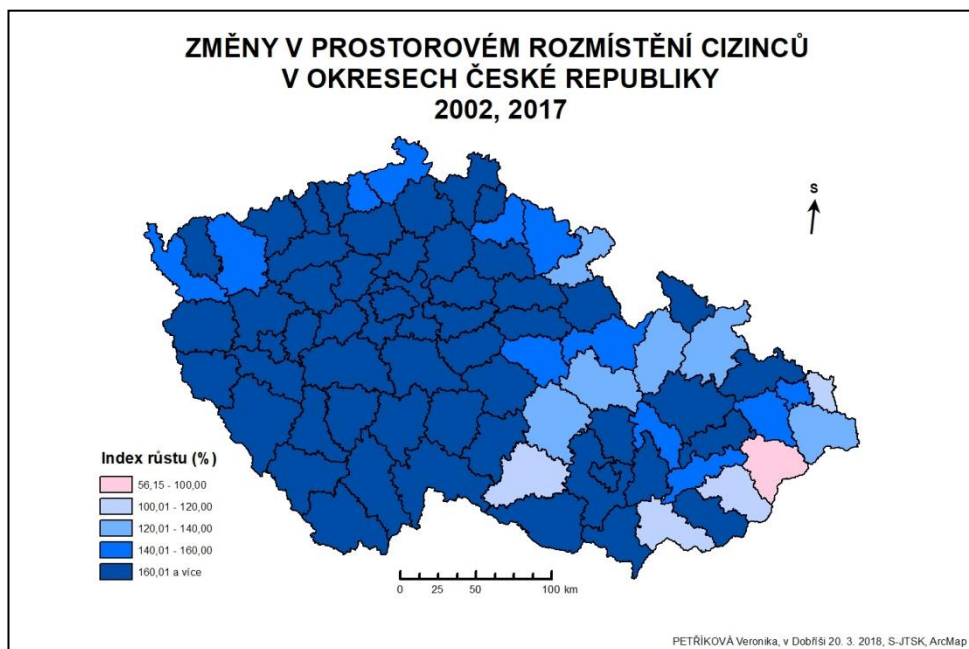 ZMĚNY V PROSTOROVÉM ROZMÍSTĚNÍ CIZINCŮ
V OKRESECH ČESKÉ REPUBLIKY
2002, 2017
S
Index růstu (%)
56,15 - 100,00
100,01 - 120,00
120,01 - 140,00
140,01 - 160,00
160,01 a více
0 25 50 100 km
PETŘÍKOVÁ Veronika, v Dobříši 20. 3. 2018, S-JTSK, ArcMap